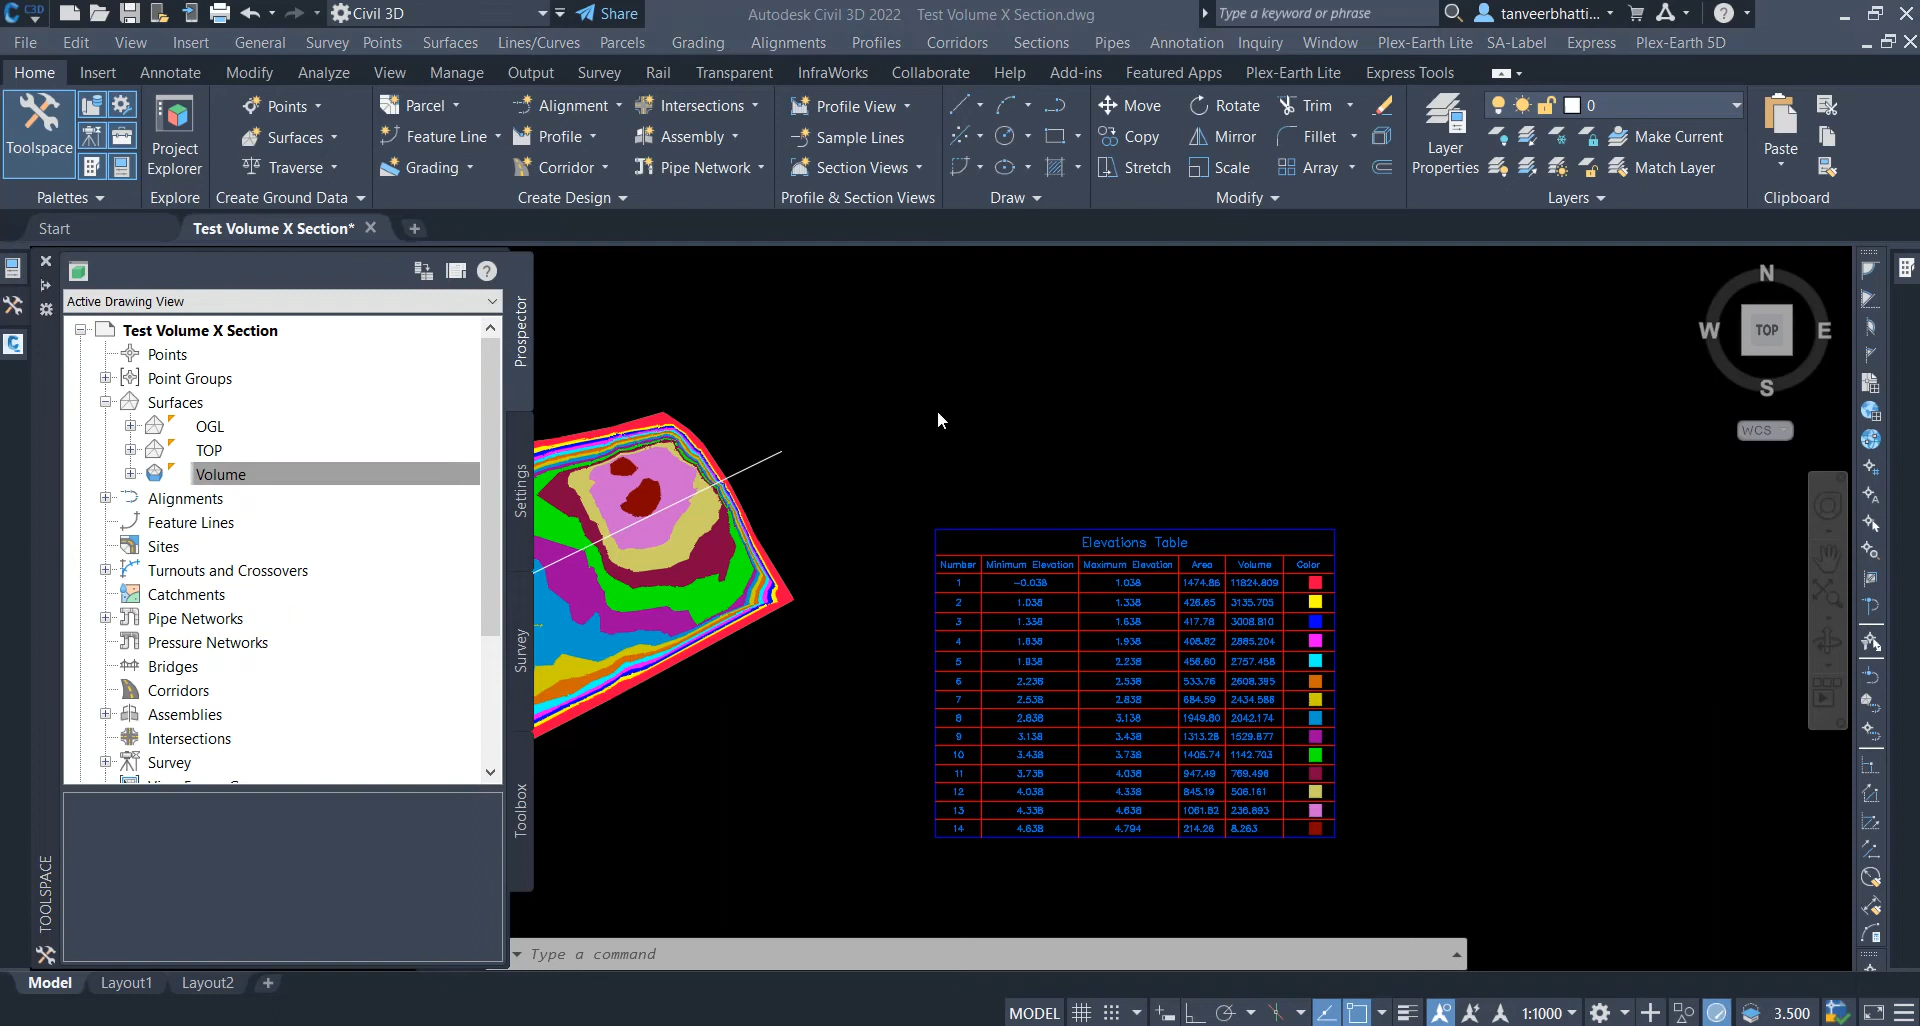 C3D Civil 3D Share Autodesk Civil 3D 2022 Test Volume X Section.dwg Type a keyword or phrase tanveerbhatti...
File Edit View Insert General Survey Points Surfaces Lines/Curves Parcels Grading Alignments Profiles Corridors Sections Pipes Annotation Inquiry Window Plex-Earth Lite SA-Label Express Plex-Earth 5D
Home Insert Annotate Modify Analyze View Manage Output Survey Rail Transparent InfraWorks Collaborate Help Add-ins Featured Apps Plex-Earth Lite Express Tools
Points Parcel Alignment Intersections Profile View Move Rotate Trim 0
Toolspace Project Explorer Surfaces Feature Line Profile Assembly Sample Lines Copy Mirror Fillet Layer Properties Make Current Paste
Traverse Grading Corridor Pipe Network Section Views Stretch Scale Array Match Layer
Palettes Explore Create Ground Data Create Design Profile & Section Views Draw Modify Layers Clipboard
Start Test Volume X Section*
Active Drawing View
Test Volume X Section
Points
Point Groups
Surfaces
OGL
TOP
Volume
Alignments
Feature Lines
Sites
Turnouts and Crossovers
Catchments
Pipe Networks
Pressure Networks
Bridges
Corridors
Assemblies
Intersections
Survey
Prospector
Settings
Survey
Toolbox
TOOLSPACE
N
W TOP E
S
WCS
Elevations Table
Number Minimum Elevation Maximum Elevation Area Volume Color
1 -0.038 1.038 1474.86 11824.809
2 1.038 1.338 426.65 3135.705
3 1.338 1.638 417.78 3008.810
4 1.638 1.938 408.82 2885.204
5 1.938 2.238 456.60 2757.458
6 2.238 2.538 533.76 2608.395
7 2.538 2.838 684.59 2434.586
8 2.838 3.138 1949.80 2042.174
9 3.138 3.438 1313.28 1529.877
10 3.438 3.738 1405.74 1142.703
11 3.738 4.038 947.49 769.496
12 4.038 4.338 845.19 506.161
13 4.338 4.638 1061.82 236.893
14 4.638 4.794 214.26 8.263
Type a command
Model Layout1 Layout2
MODEL 1:1000 3.500